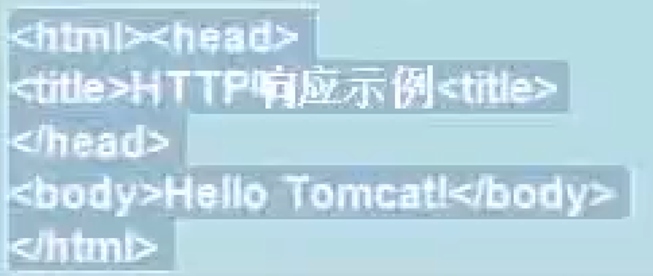 <html><head>
<title>HTTP响应示例<title>
</head>
<body>Hello Tomcat!</body>
</html>